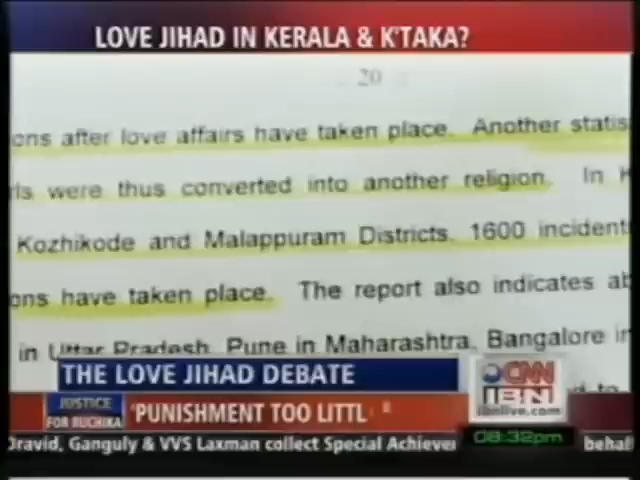 LOVE JIHAD IN KERALA & K'TAKA?
20
ons after love affairs have taken place. Another statis
rls were thus converted into another religion. In K
Kozhikode and Malappuram Districts, 1600 incident
ons have taken place. The report also indicates ab
in Uttar Pradesh, Pune in Maharashtra, Bangalore in
d to
THE LOVE JIHAD DEBATE
CNN
IBN
ibnlive.com
JUSTICE
FOR RUCHIKA
'PUNISHMENT TOO LITTL
08:32pm
Dravid, Ganguly & VVS Laxman collect Special Achieve
behal